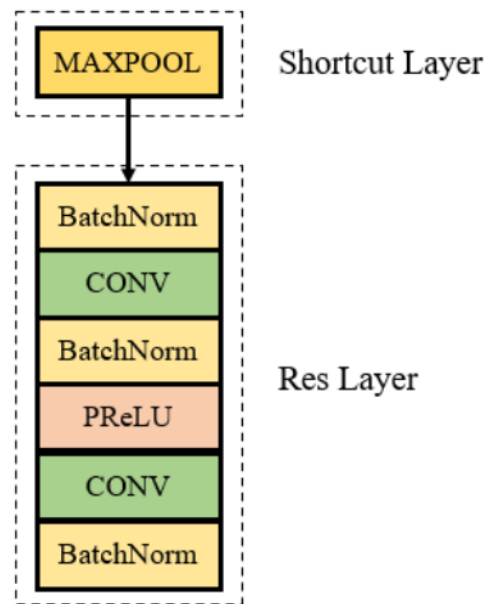 MAXPOOL
Shortcut Layer
BatchNorm
CONV
BatchNorm
Res Layer
PReLU
CONV
BatchNorm